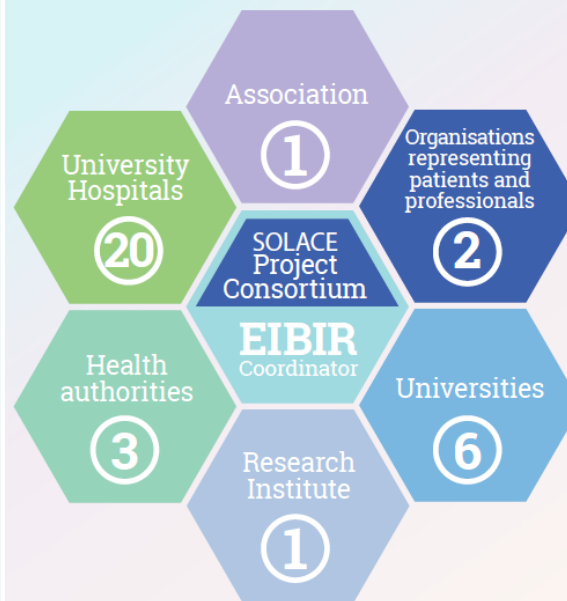 Association
1
Organisations
representing
patients and
professionals
2
University
Hospitals
20
SOLACE
Project
Consortium
EIBIR
Coordinator
Health
authorities
3
Universities
6
Research
Institute
1